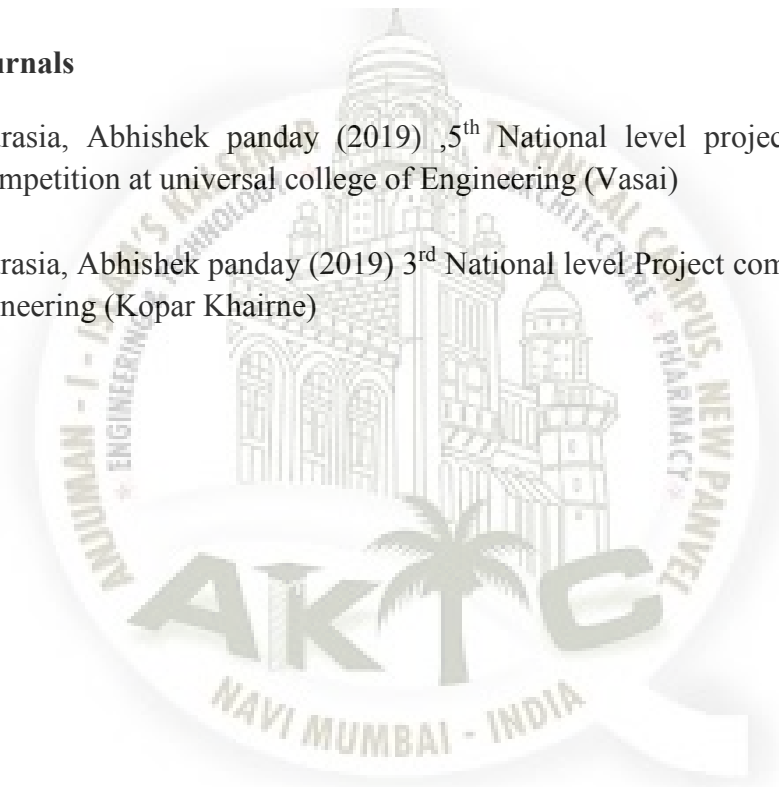 urnals
rasia, Abhishek panday (2019) ,5th National level projec
mpetition at universal college of Engineering (Vasai)
rasia, Abhishek panday (2019) 3rd National level Project com
neering (Kopar Khairne)
ANJUMAN - I - ISLAM'S KALSEKAR TECHNICAL CAMPUS, NEW PANVEL
ENGINEERING & TECHNOLOGY * ARCHITECTURE * PHARMACY *
AKTC
NAVI MUMBAI - INDIA